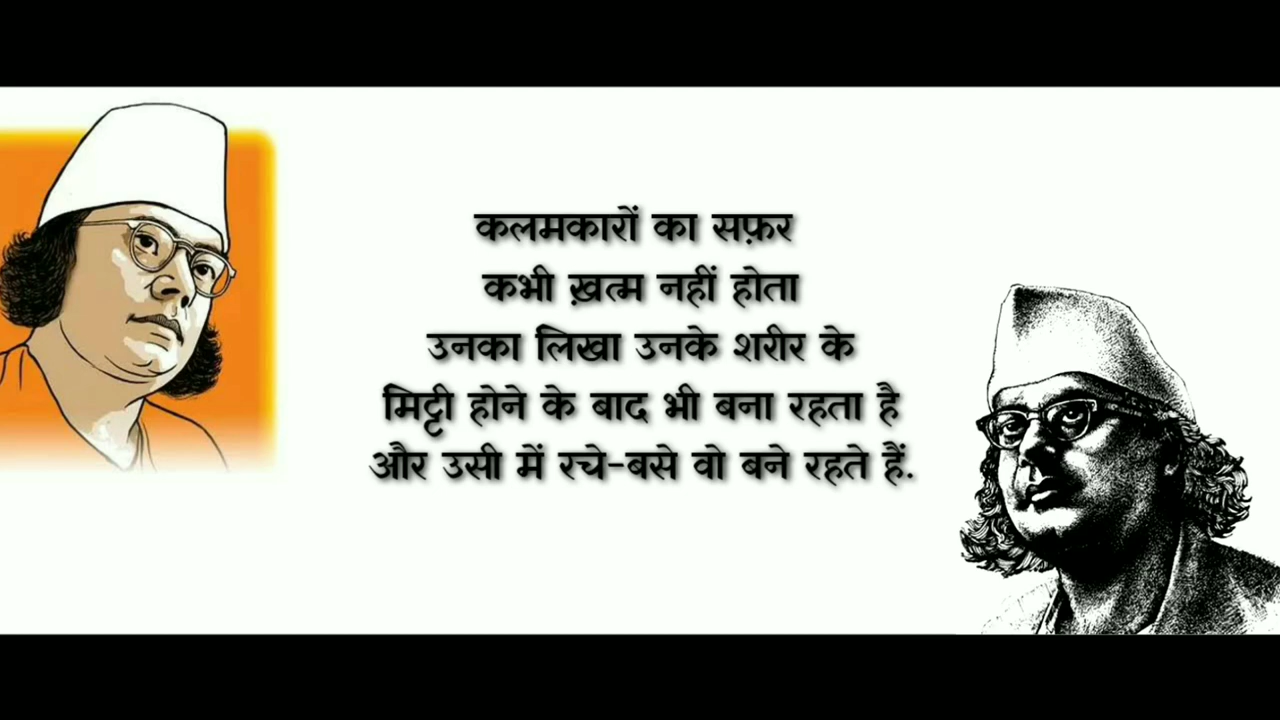 कलमकारों का सफ़र
कभी ख़त्म नहीं होता
उनका लिखा उनके शरीर के
मिट्टी होने के बाद भी बना रहता है
और उसी में रचे-बसे वो बने रहते हैं.